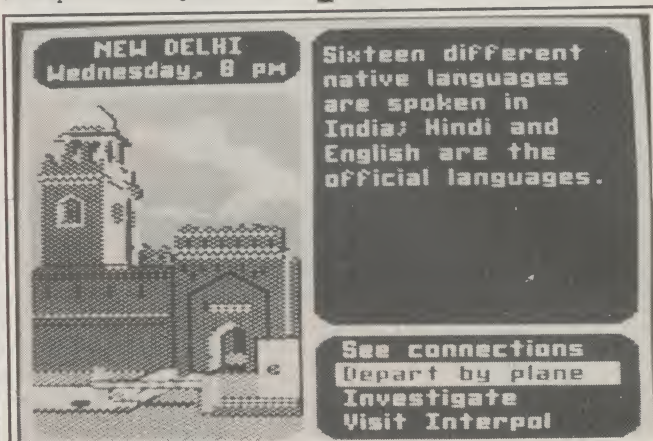 NEW DELHI
Wednesday, 8 PM
Sixteen different
native languages
are spoken in
India; Hindi and
English are the
official languages.
See connections
Depart by plane
Investigate
Visit Interpol